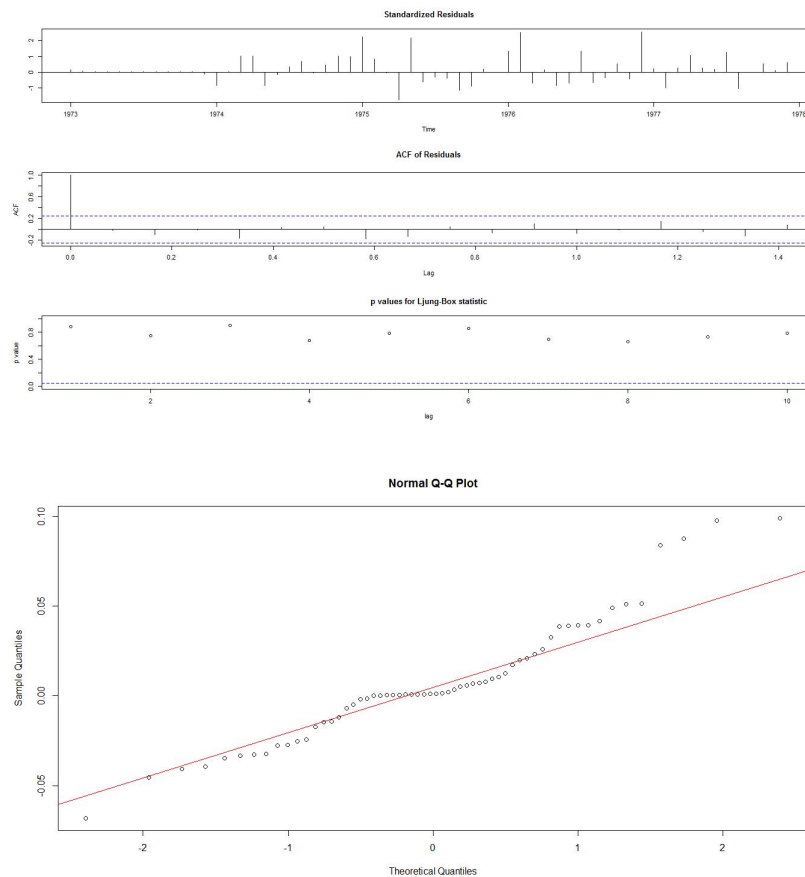 Standardized Residuals
-1 0 1 2
1973 1974 1975 1976 1977 1978
Time
ACF of Residuals
ACF
-0.2 0.2 0.6 1.0
0.0 0.2 0.4 0.6 0.8 1.0 1.2 1.4
Lag
p values for Ljung-Box statistic
p value
0.0 0.4 0.8
2 4 6 8 10
lag
Normal Q-Q Plot
Sample Quantiles
-0.05 0.00 0.05 0.10
-2 -1 0 1 2
Theoretical Quantiles